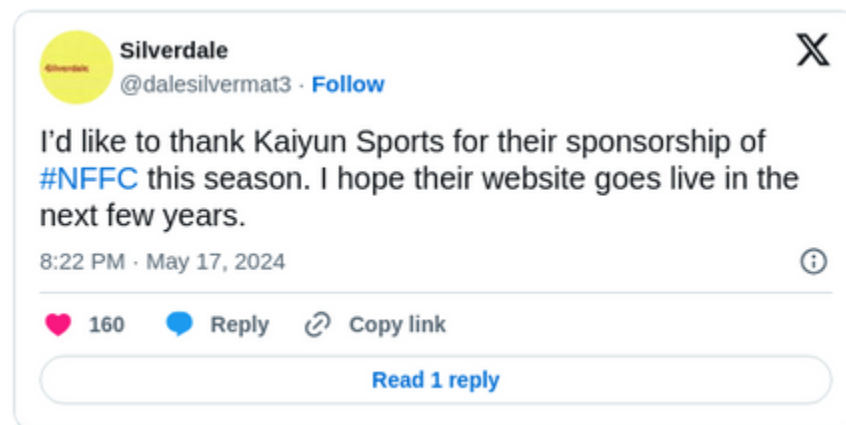 Silverdale
@dalesilvermat3 · Follow
I’d like to thank Kaiyun Sports for their sponsorship of
#NFFC this season. I hope their website goes live in the
next few years.
8:22 PM · May 17, 2024
160 Reply Copy link
Read 1 reply